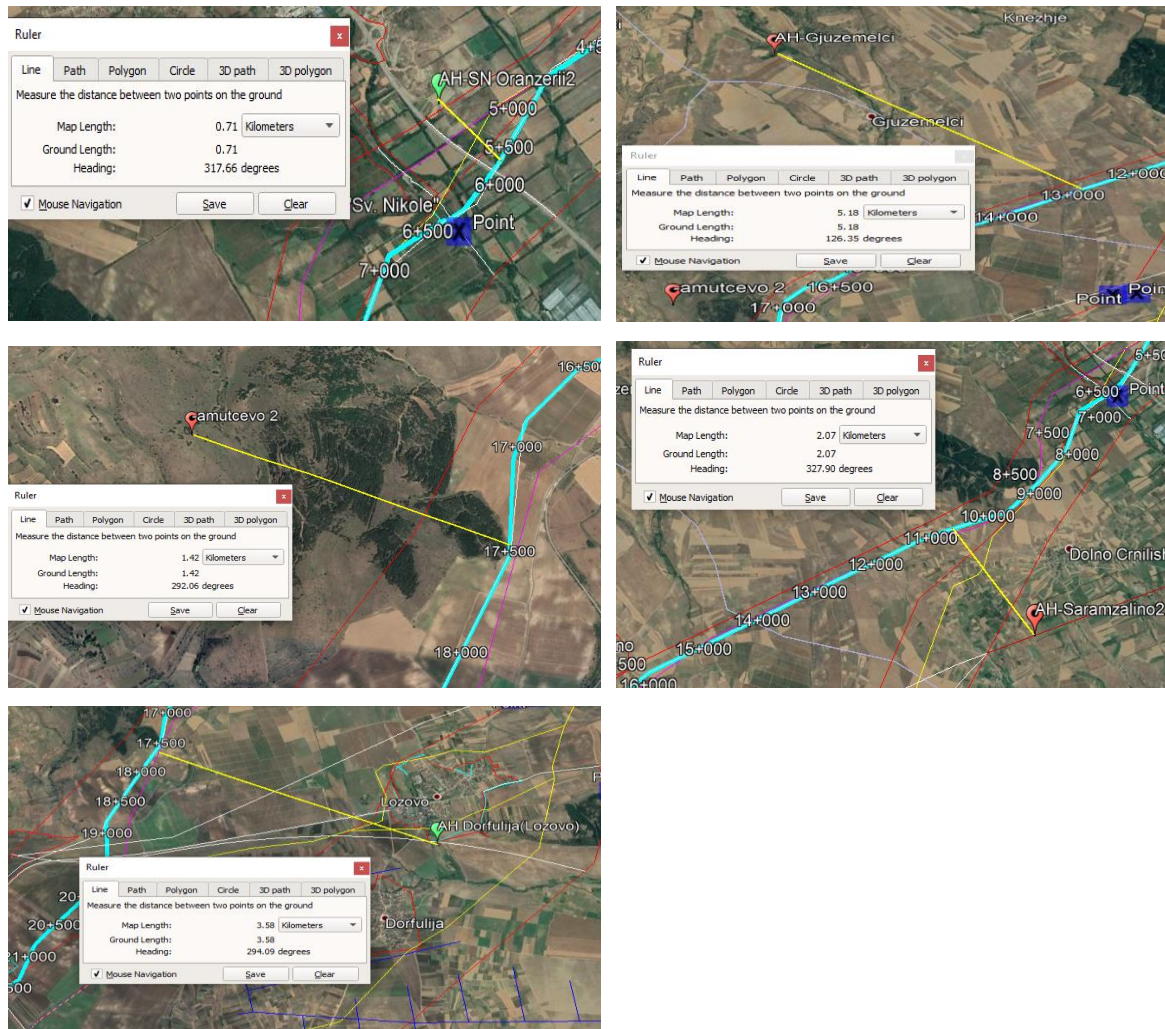 Ruler x
Line Path Polygon Circle 3D path 3D polygon
Measure the distance between two points on the ground
Map Length: 0.71 Kilometers
Ground Length: 0.71
Heading: 317.66 degrees
Mouse Navigation Save Clear
AH-SN Oranzerii2
5+000
5+500
6+000
"Sv. Nikole"
Point
6+500
7+000
Knezhje
AH-Gjuzemelci
Gjuzemelci
12+000
13+000
14+000
Ruler
Line Path Polygon Circle 3D path 3D polygon
Measure the distance between two points on the ground
Map Length: 5.18 Kilometers
Ground Length: 5.18
Heading: 126.35 degrees
Mouse Navigation Save Clear
amutcevo 2
16+500
17+000
Point
amutcevo 2
16+50
17+000
17+500
18+000
Ruler x
Line Path Polygon Circle 3D path 3D polygon
Measure the distance between two points on the ground
Map Length: 1.42 Kilometers
Ground Length: 1.42
Heading: 292.06 degrees
Mouse Navigation Save Clear
Ruler x
Line Path Polygon Circle 3D path 3D polygon
Measure the distance between two points on the ground
Map Length: 2.07 Kilometers
Ground Length: 2.07
Heading: 327.90 degrees
Mouse Navigation Save Clear
6+500
Point
7+000
7+500
8+000
8+500
9+000
10+000
11+000
12+000
Dolno Crnilish
13+000
AH-Saramzalino2
14+000
15+000
16+000
17+000
17+500
18+000
18+500
Lozovo
19+000
AH Dorfulija(Lozovo)
Ruler x
Line Path Polygon Circle 3D path 3D polygon
Measure the distance between two points on the ground
Map Length: 3.58 Kilometers
Ground Length: 3.58
Heading: 294.09 degrees
Mouse Navigation Save Clear
20+500
Dorfulija
21+000